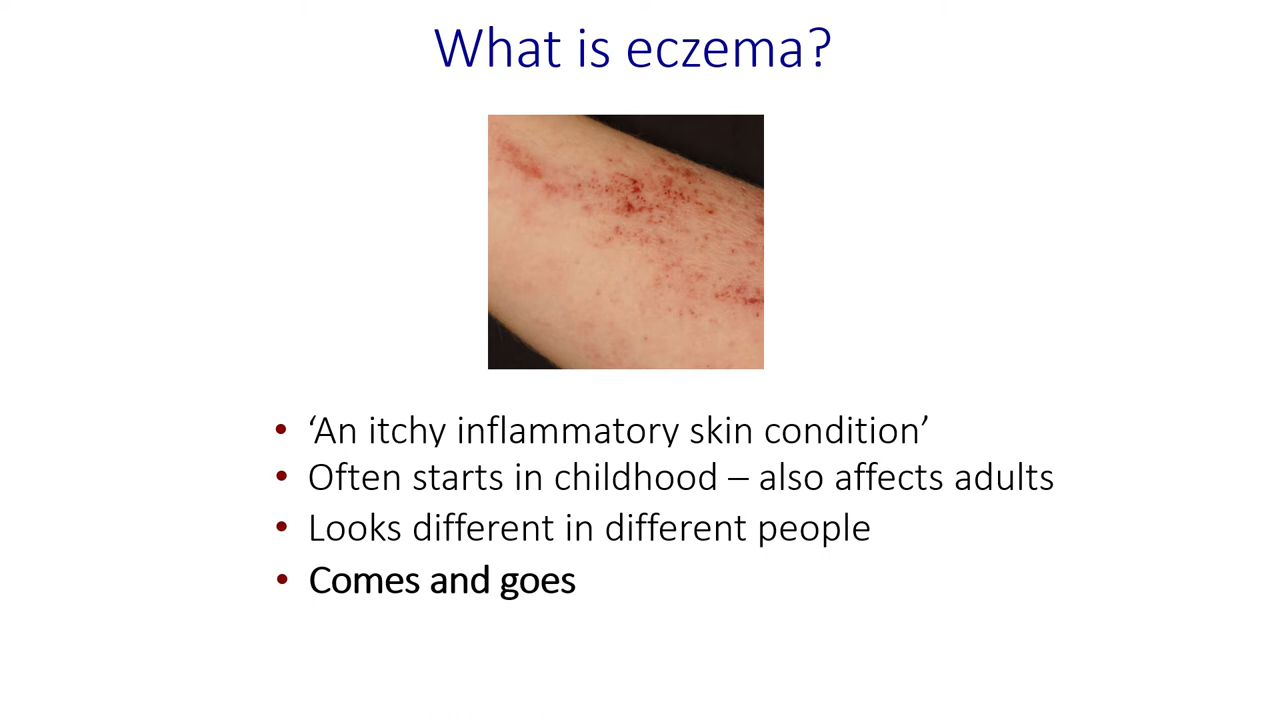 What is eczema?
• ‘An itchy inflammatory skin condition’
• Often starts in childhood – also affects adults
• Looks different in different people
• Comes and goes